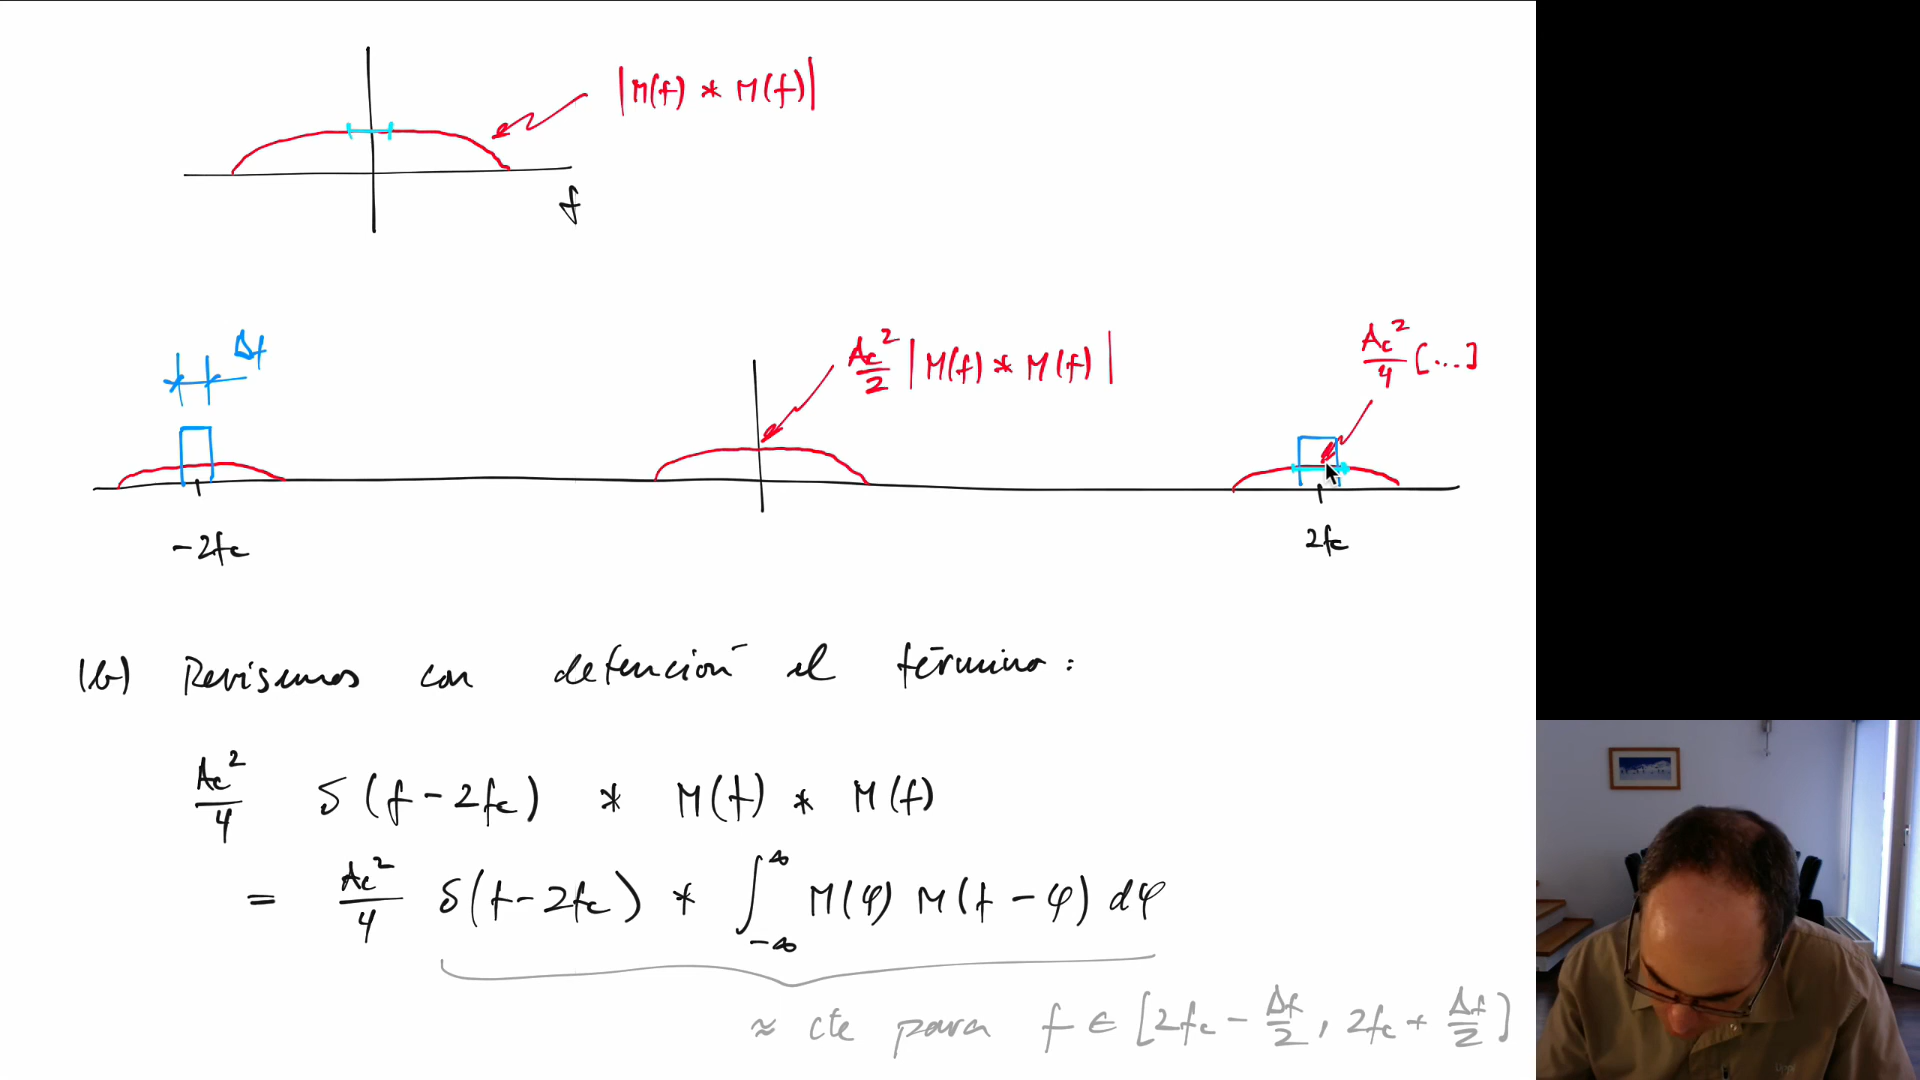 |M(f) * M(f)|
f
Δf
Ac²/2 |M(f) * M(f)|
Ac²/4 [...]
-2fc
2fc
(b) Revisemos con detención el término:
Ac²/4 δ(f - 2fc) * M(f) * M(f)
= Ac²/4 δ(f - 2fc) * ∫_{-∞}^{∞} M(φ) M(f - φ) dφ
≈ cte para f ∈ [2fc - Δf/2, 2fc + Δf/2]